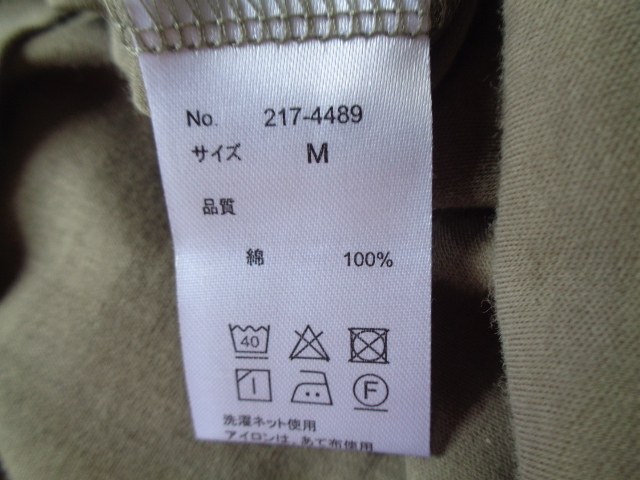 No. 217-4489
サイズ M
品質
綿 100%
40
F
洗濯ネット使用
アイロンは、あて布使用